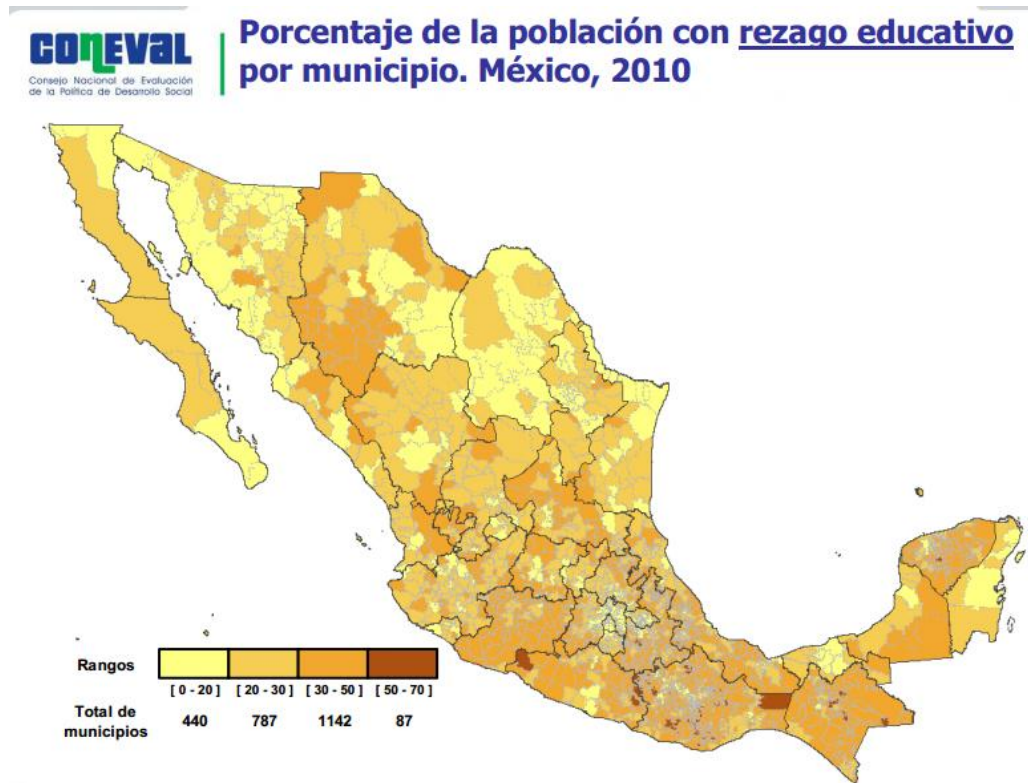 CONEVAL
Consejo Nacional de Evaluación
de la Política de Desarrollo Social
Porcentaje de la población con rezago educativo
por municipio. México, 2010
Rangos
[ 0 - 20 ] [ 20 - 30 ] [ 30 - 50 ] [ 50 - 70 ]
Total de
municipios
440 787 1142 87